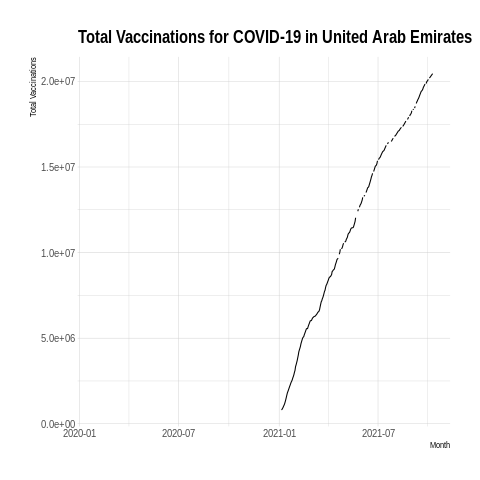 Total Vaccinations for COVID-19 in United Arab Emirates
Total Vaccinations
2.0e+07
1.5e+07
1.0e+07
5.0e+06
0.0e+00
2020-01 2020-07 2021-01 2021-07
Month